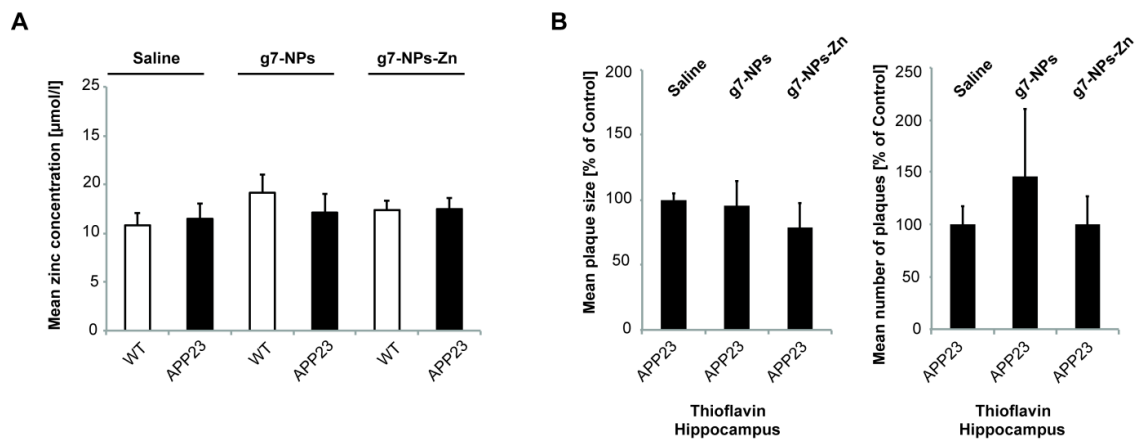 A
Saline
g7-NPs
g7-NPs-Zn
Mean zinc concentration [µmol/l]
25
15
20
10
5
0
WT
APP23
WT
APP23
WT
APP23
B
Mean plaque size [% of Control]
200
150
100
50
0
Saline
g7-NPs
g7-NPs-Zn
APP23
APP23
APP23
Thioflavin
Hippocampus
Mean number of plaques [% of Control]
250
200
150
100
50
0
Saline
g7-NPs
g7-NPs-Zn
APP23
APP23
APP23
Thioflavin
Hippocampus